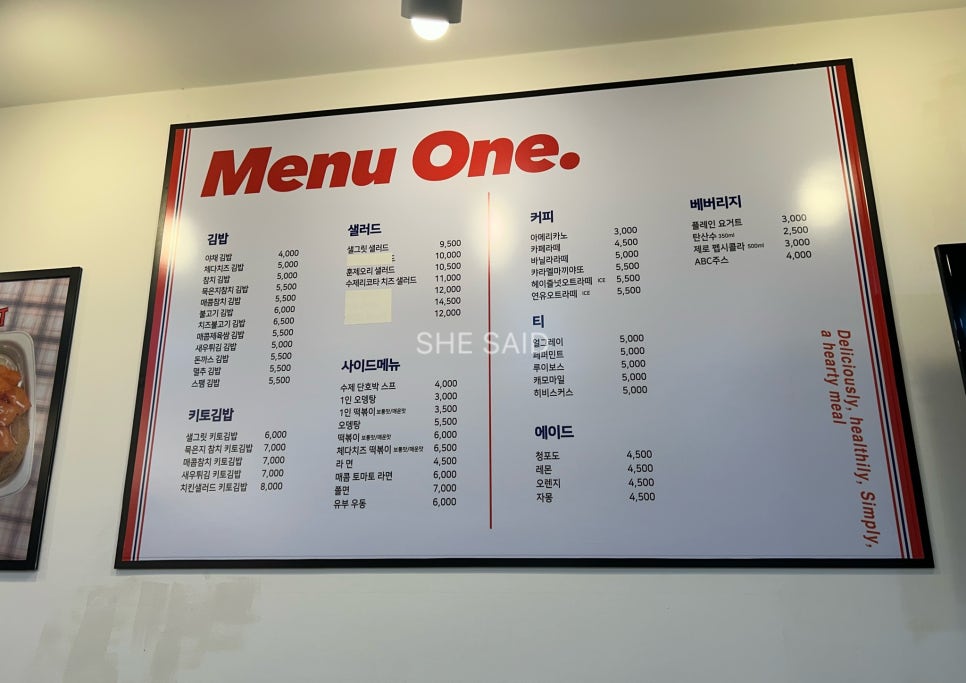 Menu One.
김밥
야채 김밥 4,000
체다치즈 김밥 5,000
참치 김밥 5,000
묵은지참치 김밥 5,500
매콤참치 김밥 5,500
불고기 김밥 6,000
치즈불고기 김밥 6,500
매콤제육쌈 김밥 5,500
새우튀김 김밥 5,000
돈까스 김밥 5,500
멸추 김밥 5,500
스팸 김밥 5,500
키토김밥
샐그릿 키토김밥 6,000
묵은지 참치 키토김밥 7,000
매콤참치 키토김밥 7,000
새우튀김 키토김밥 7,000
치킨샐러드 키토김밥 8,000
샐러드
샐그릿 샐러드 9,500
10,000
훈제오리 샐러드 10,500
수제리코타 치즈 샐러드 11,000
12,000
14,500
12,000
사이드메뉴
수제 단호박 스프 4,000
1인 오뎅탕 3,000
1인 떡볶이 보통맛/매운맛 3,500
오뎅탕 5,500
떡볶이 보통맛/매운맛 6,000
체다치즈 떡볶이 보통맛/매운맛 6,500
라 면 4,500
매콤 토마토 라면 6,000
쫄면 7,000
유부 우동 6,000
커피
아메리카노 3,000
카페라떼 4,500
바닐라라떼 5,000
캬라멜마끼야또 5,500
헤이즐넛오트라떼 ICE 5,500
연유오트라떼 ICE 5,500
티
얼그레이 5,000
페퍼민트 5,000
루이보스 5,000
캐모마일 5,000
히비스커스 5,000
에이드
청포도 4,500
레몬 4,500
오렌지 4,500
자몽 4,500
베버리지
플레인 요거트 3,000
탄산수 350ml 2,500
제로 펩시콜라 500ml 3,000
ABC주스 4,000
Deliciously, healthily, Simply,
a hearty meal
SHE SAID